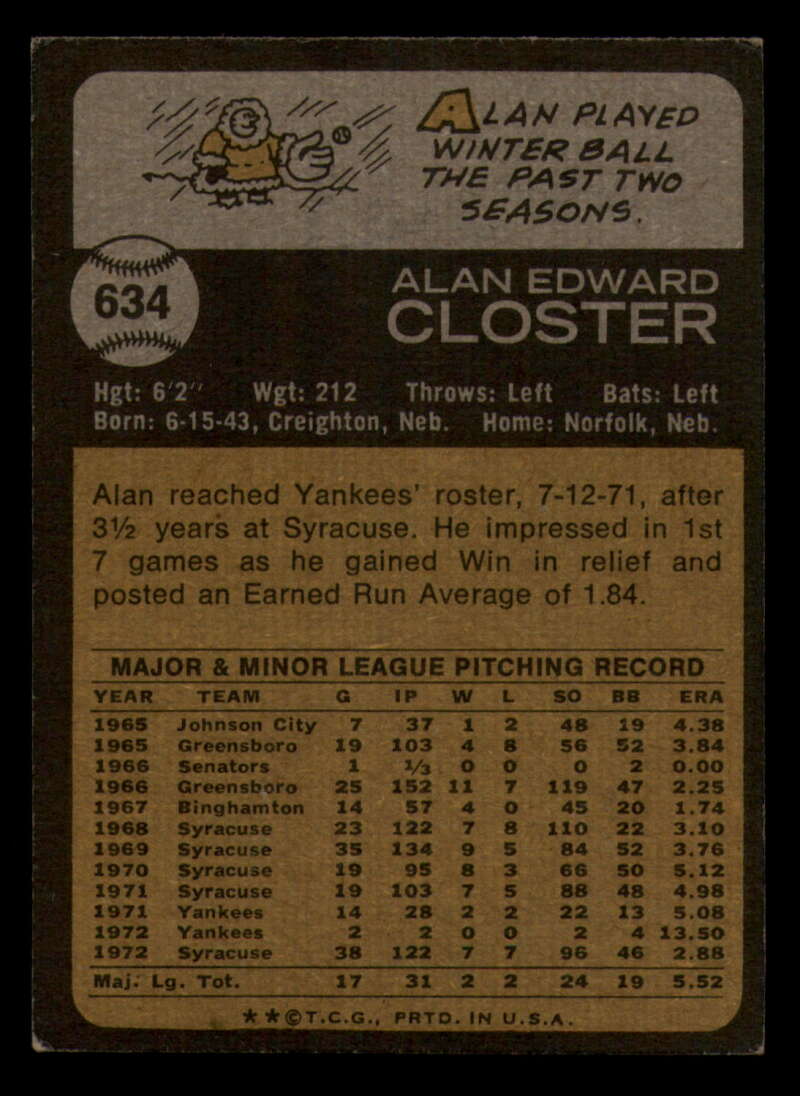 ALAN PLAYED
WINTER BALL
THE PAST TWO
SEASONS.
634
ALAN EDWARD
CLOSTER
Hgt: 6'2" Wgt: 212 Throws: Left Bats: Left
Born: 6-15-43, Creighton, Neb. Home: Norfolk, Neb.
Alan reached Yankees' roster, 7-12-71, after
3½ years at Syracuse. He impressed in 1st
7 games as he gained Win in relief and
posted an Earned Run Average of 1.84.
MAJOR & MINOR LEAGUE PITCHING RECORD
YEAR TEAM G IP W L SO BB ERA
1965 Johnson City 7 37 1 2 48 19 4.38
1965 Greensboro 19 103 4 8 56 52 3.84
1966 Senators 1 1/3 0 0 0 2 0.00
1966 Greensboro 25 152 11 7 119 47 2.25
1967 Binghamton 14 57 4 0 45 20 1.74
1968 Syracuse 23 122 7 8 110 22 3.10
1969 Syracuse 35 134 9 5 84 52 3.76
1970 Syracuse 19 95 8 3 66 50 5.12
1971 Syracuse 19 103 7 5 88 48 4.98
1971 Yankees 14 28 2 2 22 13 5.08
1972 Yankees 2 2 0 0 2 4 13.50
1972 Syracuse 38 122 7 7 96 46 2.88
Maj. Lg. Tot. 17 31 2 2 24 19 5.52
★★©T.C.G., PRTD. IN U.S.A.